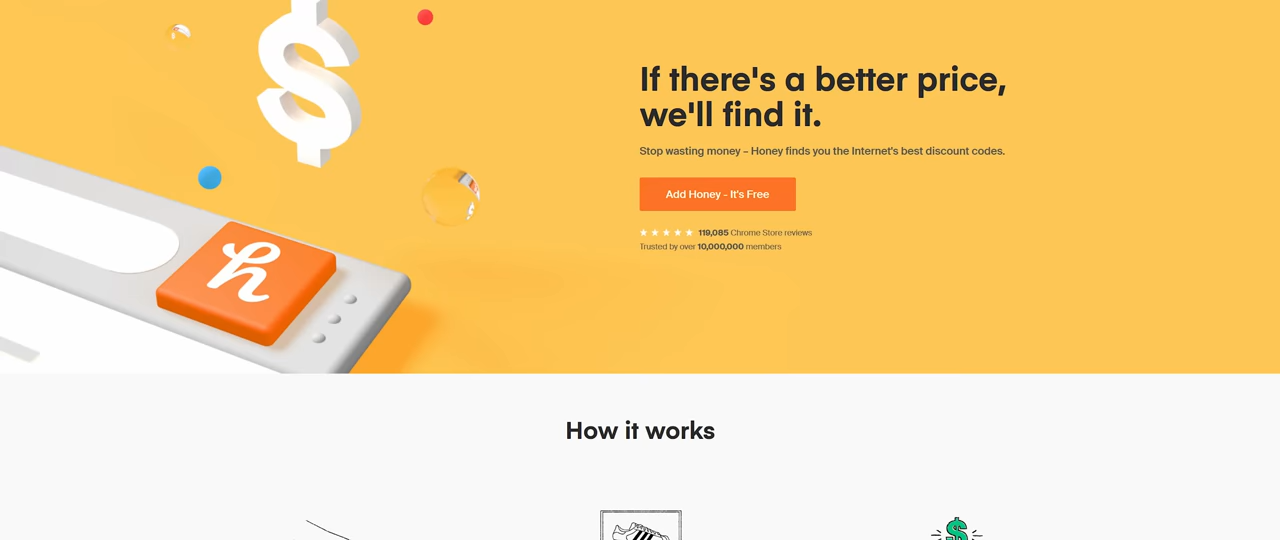 If there's a better price,
we'll find it.
Stop wasting money – Honey finds you the Internet's best discount codes.
Add Honey - It's Free
119,085 Chrome Store reviews
Trusted by over 10,000,000 members
h
$
How it works
$